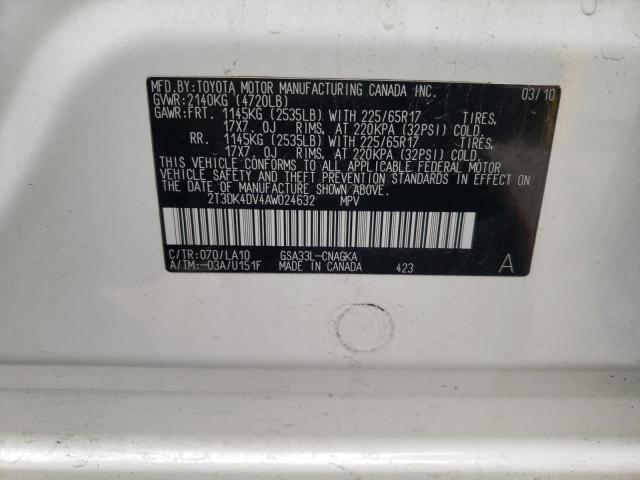 MFD.BY:TOYOTA MOTOR MANUFACTURING CANADA INC. 03/10
GVWR:2140KG (4720LB)
GAWR:FRT. 1145KG (2535LB) WITH 225/65R17 TIRES,
17X7.0J RIMS, AT 220KPA (32PSI) COLD.
RR. 1145KG (2535LB) WITH 225/65R17 TIRES,
17X7.0J RIMS, AT 220KPA (32PSI) COLD.
THIS VEHICLE CONFORMS TO ALL APPLICABLE FEDERAL MOTOR
VEHICLE SAFETY AND THEFT PREVENTION STANDARDS IN EFFECT ON
THE DATE OF MANUFACTURE SHOWN ABOVE.
2T3DK4DV4AW024632 MPV
C/TR:070/LA10 GSA33L-CNAGKA
A/TM:-03A/U151F MADE IN CANADA 423 A